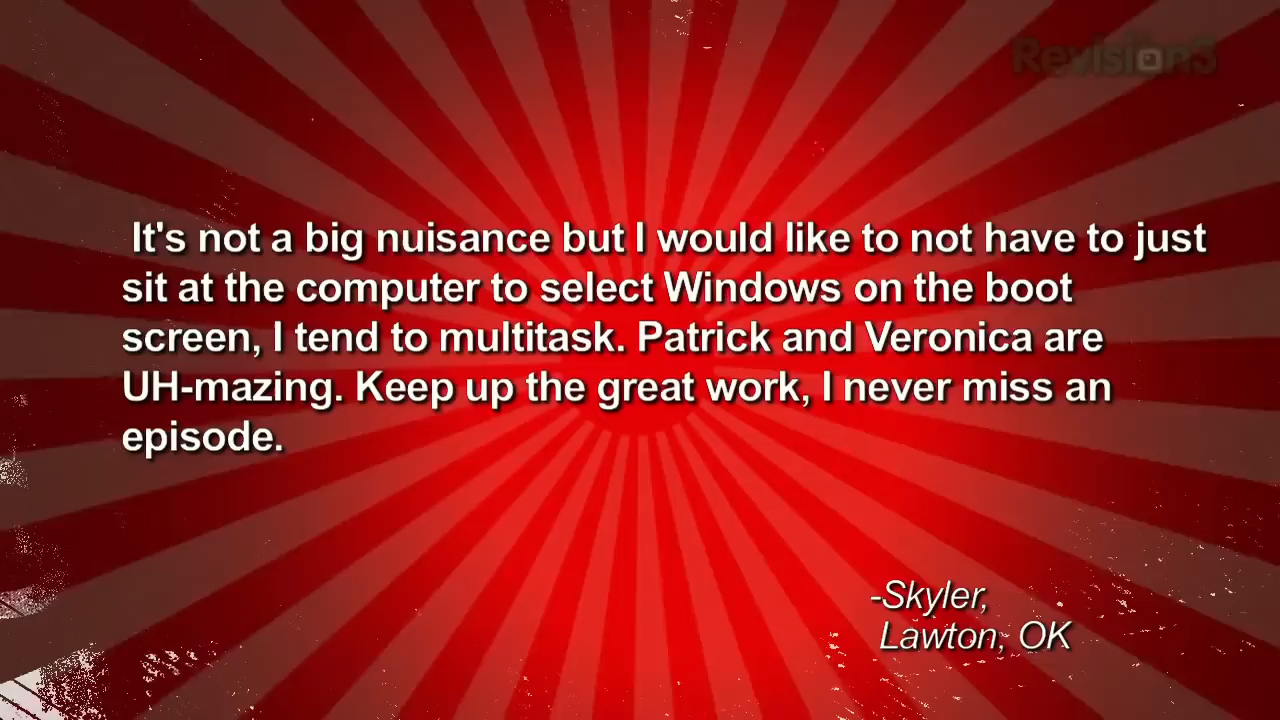 Revision3
It's not a big nuisance but I would like to not have to just
sit at the computer to select Windows on the boot
screen, I tend to multitask. Patrick and Veronica are
UH-mazing. Keep up the great work, I never miss an
episode.
-Skyler,
Lawton, OK